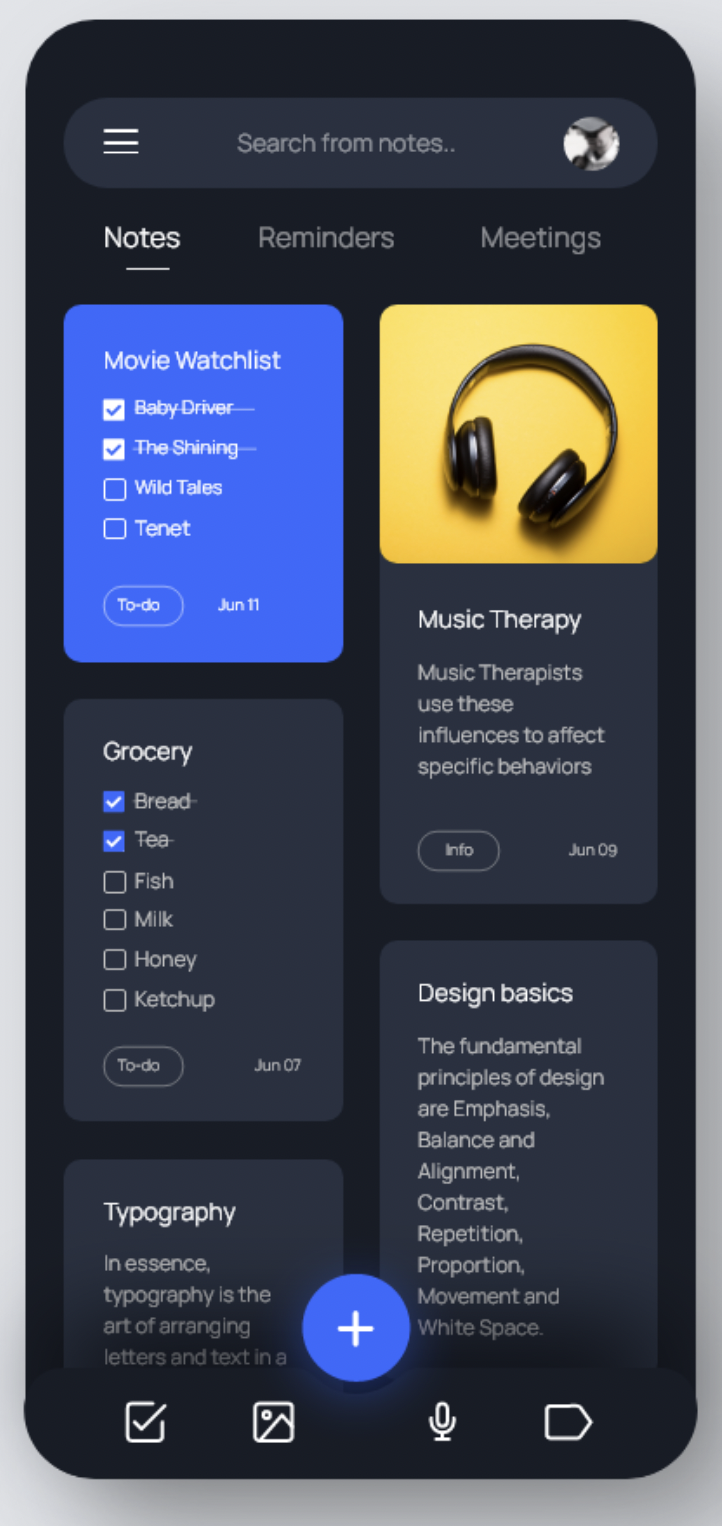 Search from notes..
Notes
Reminders
Meetings
Movie Watchlist
Baby Driver
The Shining
Wild Tales
Tenet
To-do
Jun 11
Grocery
Bread
Tea
Fish
Milk
Honey
Ketchup
To-do
Jun 07
Typography
In essence,
typography is the
art of arranging
letters and text in a
Music Therapy
Music Therapists
use these
influences to affect
specific behaviors
Info
Jun 09
Design basics
The fundamental
principles of design
are Emphasis,
Balance and
Alignment,
Contrast,
Repetition,
Proportion,
Movement and
White Space.